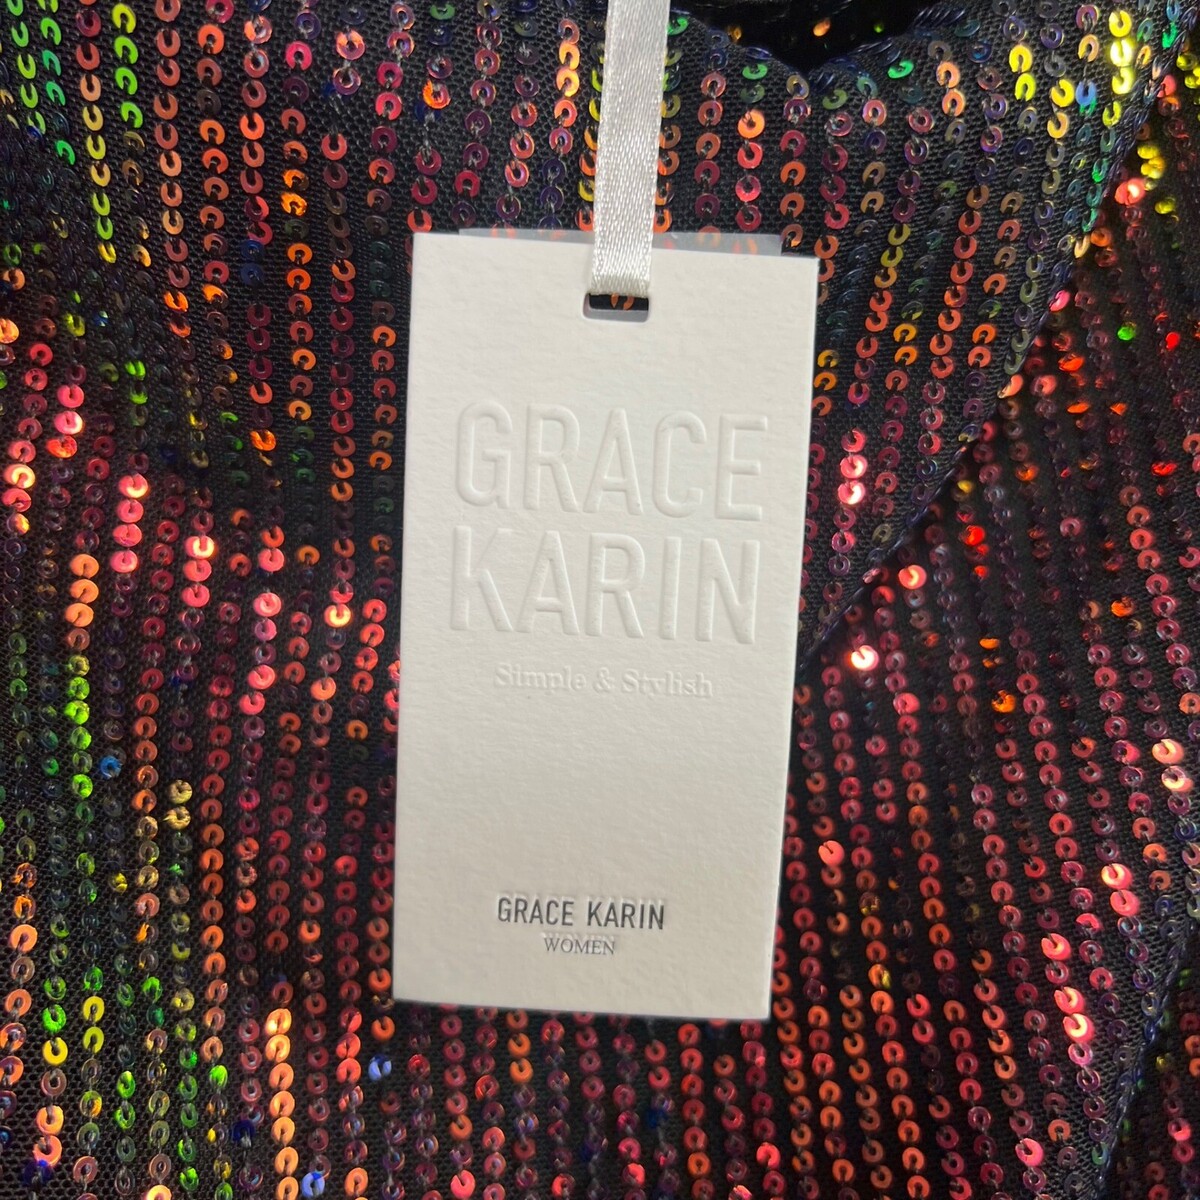 GRACE
KARIN
Simple & Stylish
GRACE KARIN
WOMEN